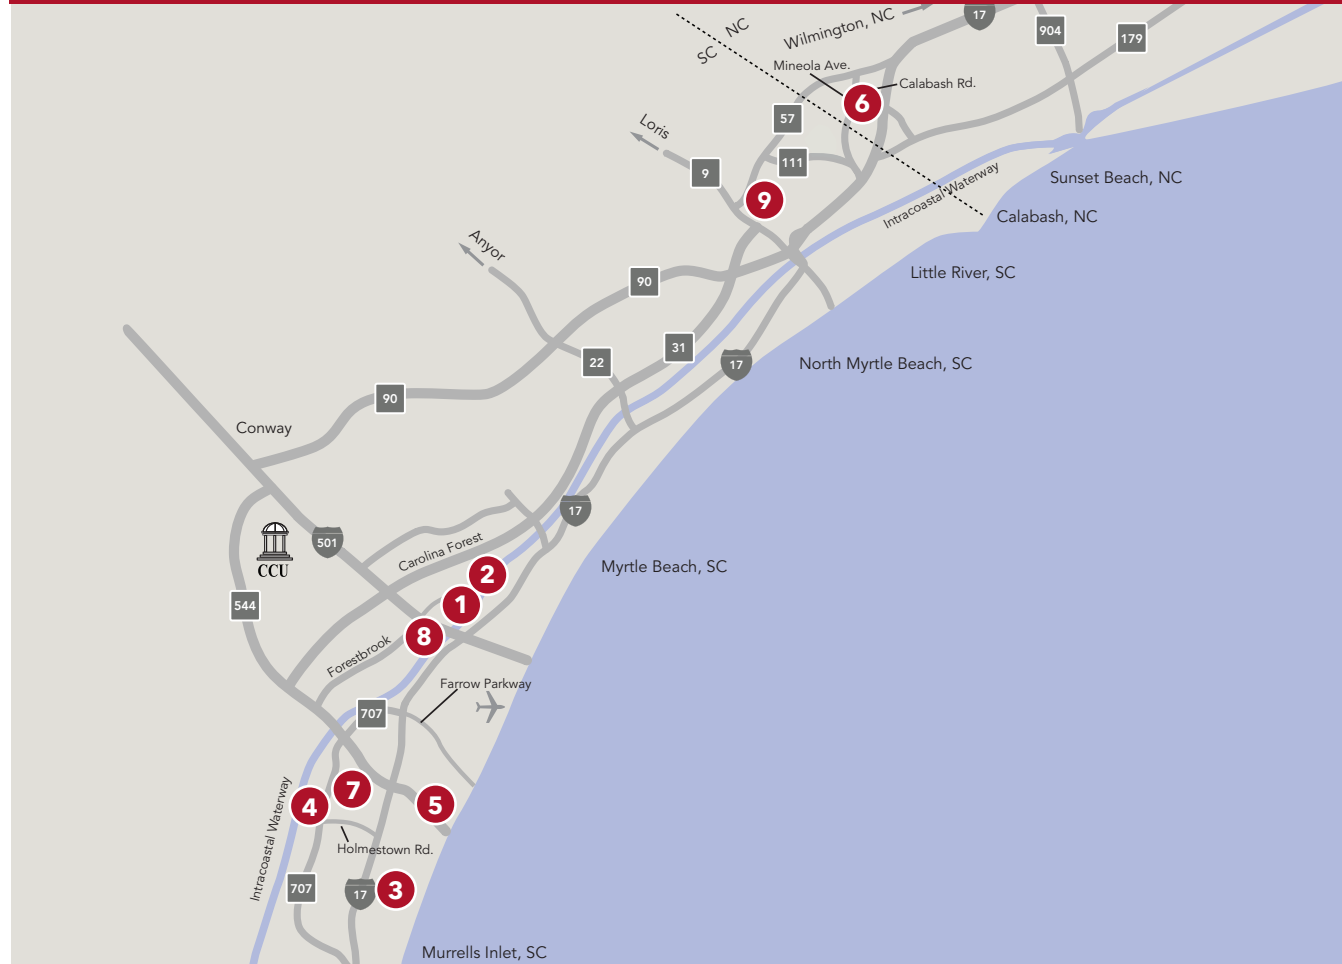 NC
SC
Wilmington, NC
17
904
179
Mineola Ave.
Calabash Rd.
6
57
Loris
111
9
9
Intracoastal Waterway
Sunset Beach, NC
Calabash, NC
Anyor
Little River, SC
90
31
22
17
North Myrtle Beach, SC
90
Conway
17
501
CCU
Carolina Forest
Myrtle Beach, SC
2
1
544
8
Forestbrook
Farrow Parkway
707
7
4
5
Intracoastal Waterway
Holmestown Rd.
707
17
3
Murrells Inlet, SC